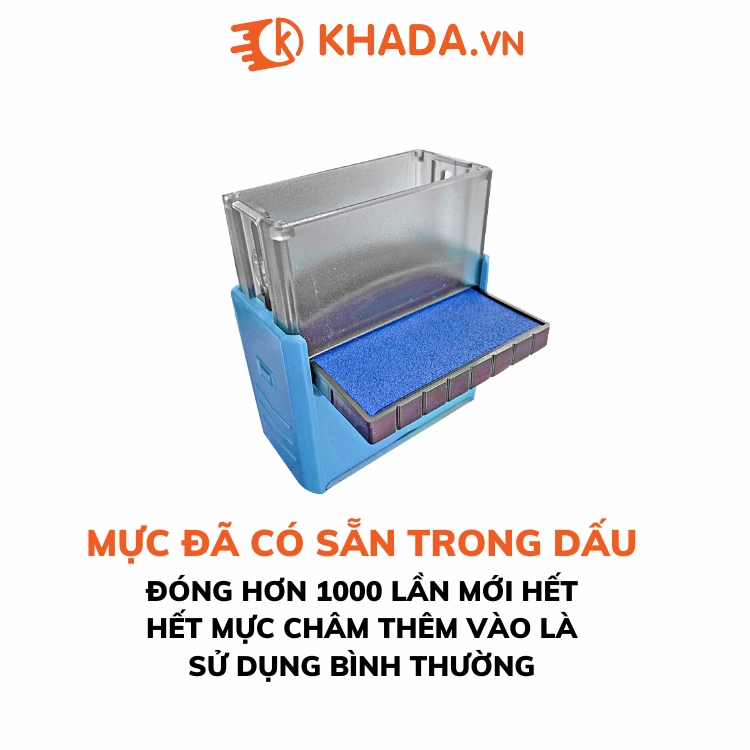 KHADA.vn
MỰC ĐÃ CÓ SẴN TRONG DẤU
ĐÓNG HƠN 1000 LẦN MỚI HẾT
HẾT MỰC CHÂM THÊM VÀO LÀ
SỬ DỤNG BÌNH THƯỜNG